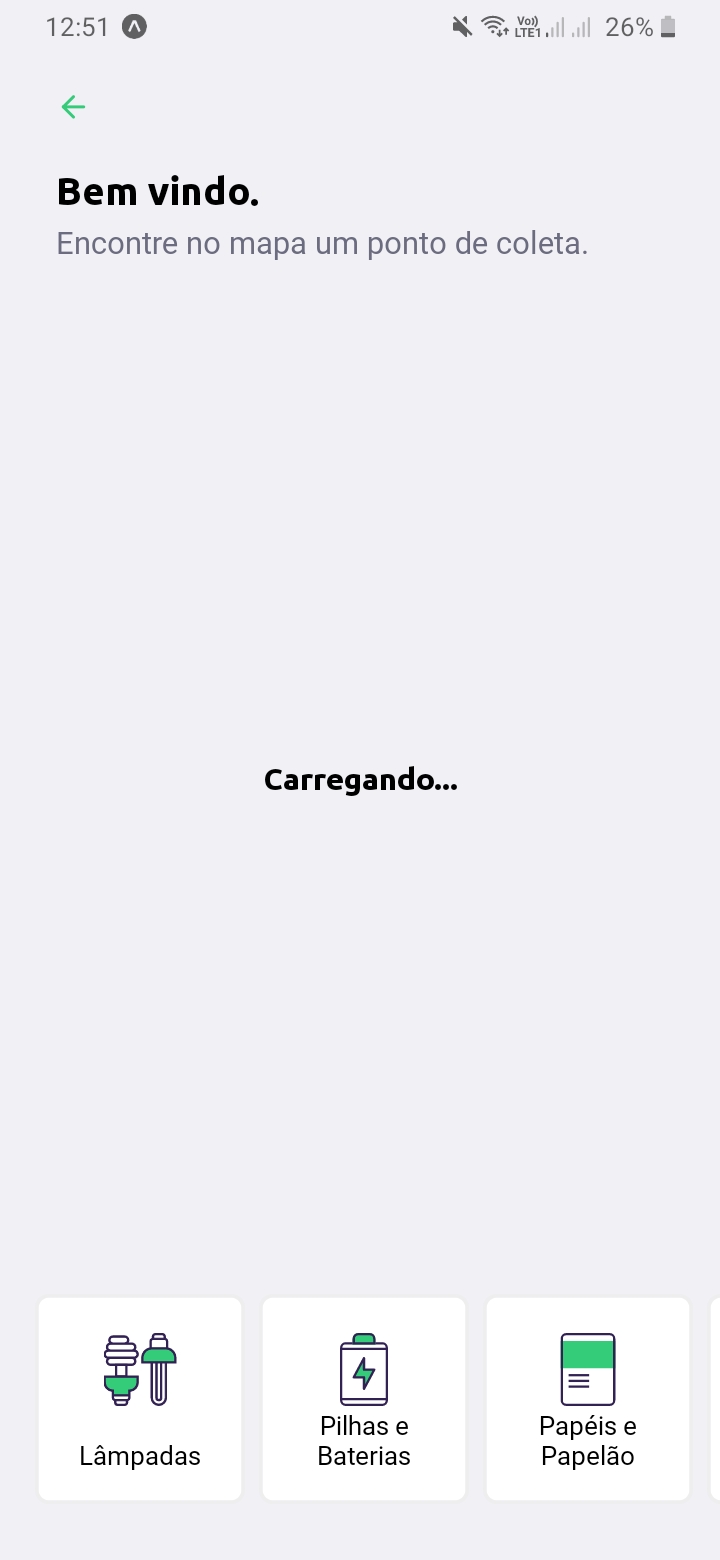 12:51
Vo))
LTE1
26%
Bem vindo.
Encontre no mapa um ponto de coleta.
Carregando...
Lâmpadas
Pilhas e
Baterias
Papéis e
Papelão